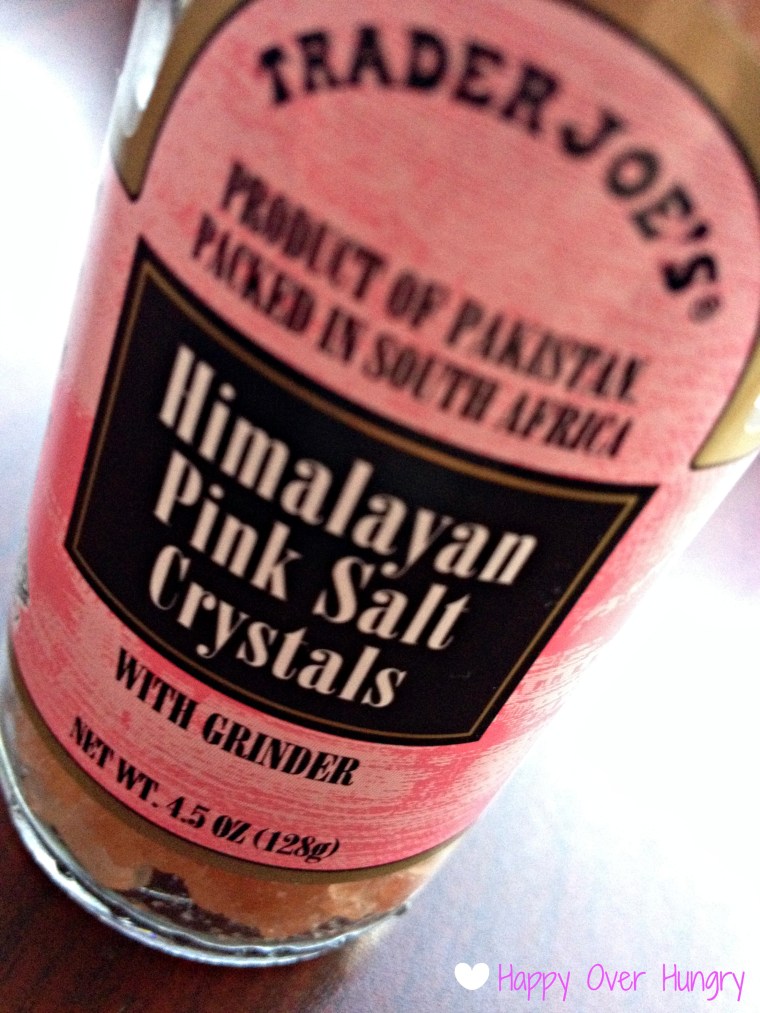 TRADER JOE'S®
PRODUCT OF PAKISTAN,
PACKED IN SOUTH AFRICA
Himalayan
Pink Salt
Crystals
WITH GRINDER
NET WT. 4.5 OZ (128g)
Happy Over Hungry